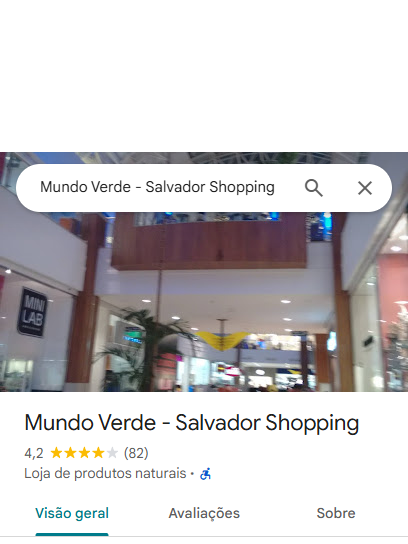 Mundo Verde - Salvador Shopping
MINI
LAB
Mundo Verde - Salvador Shopping
4,2 (82)
Loja de produtos naturais •
Visão geral Avaliações Sobre